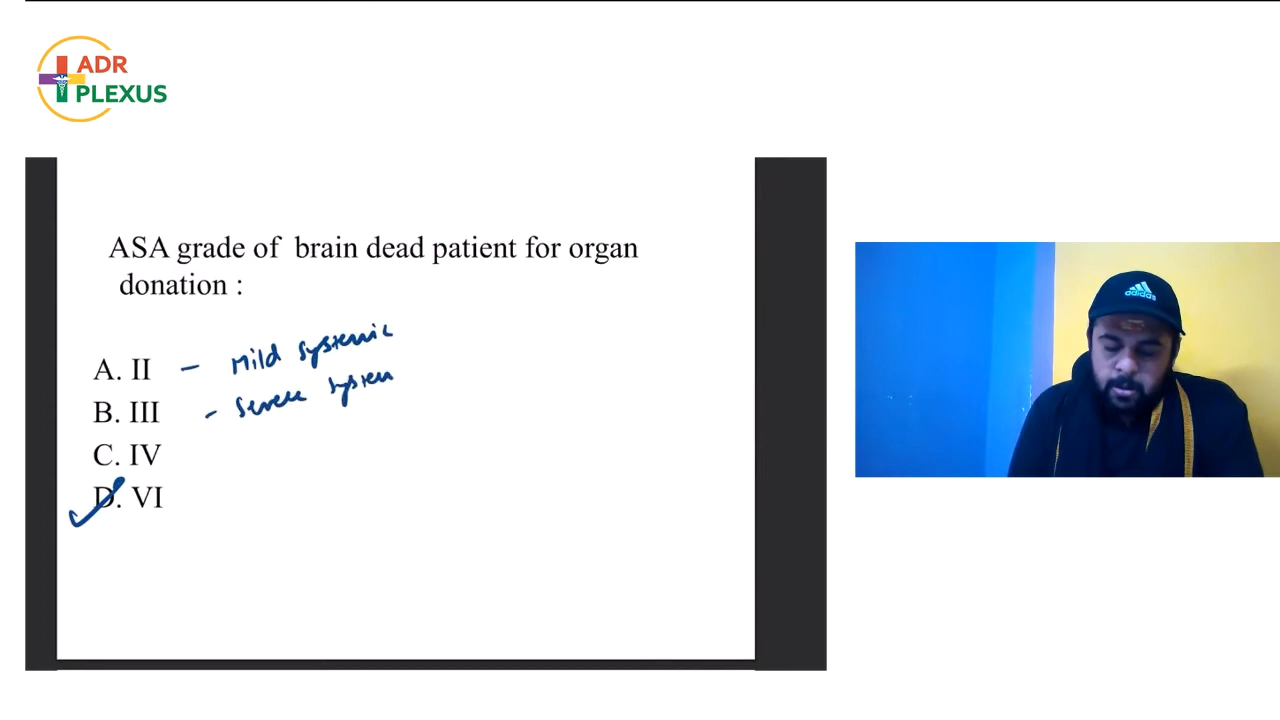 ADR
PLEXUS
ASA grade of brain dead patient for organ
donation :
A. II - Mild systemic
B. III - Severe system
C. IV
D. VI
adidas